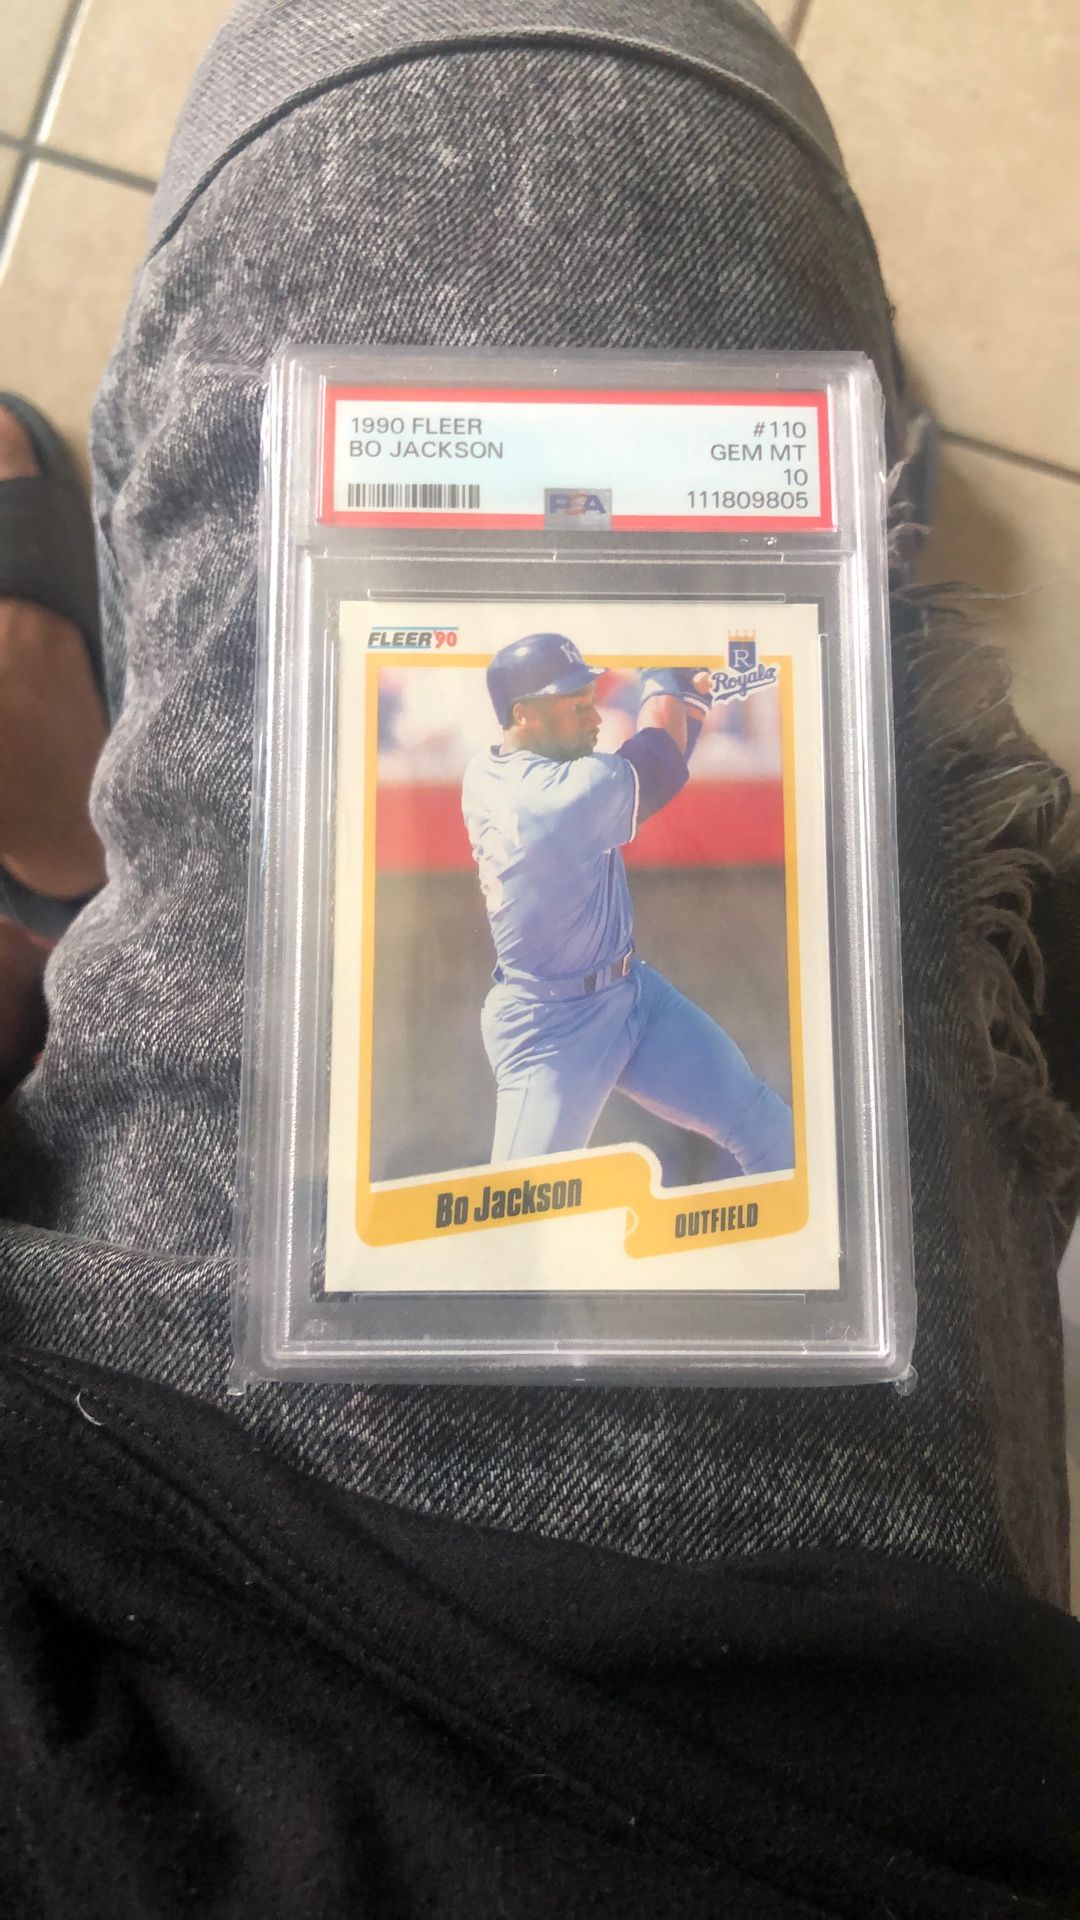 1990 FLEER #110
BO JACKSON GEM MT
10
PSA 111809805
FLEER '90
R
Royals
K
Bo Jackson
OUTFIELD